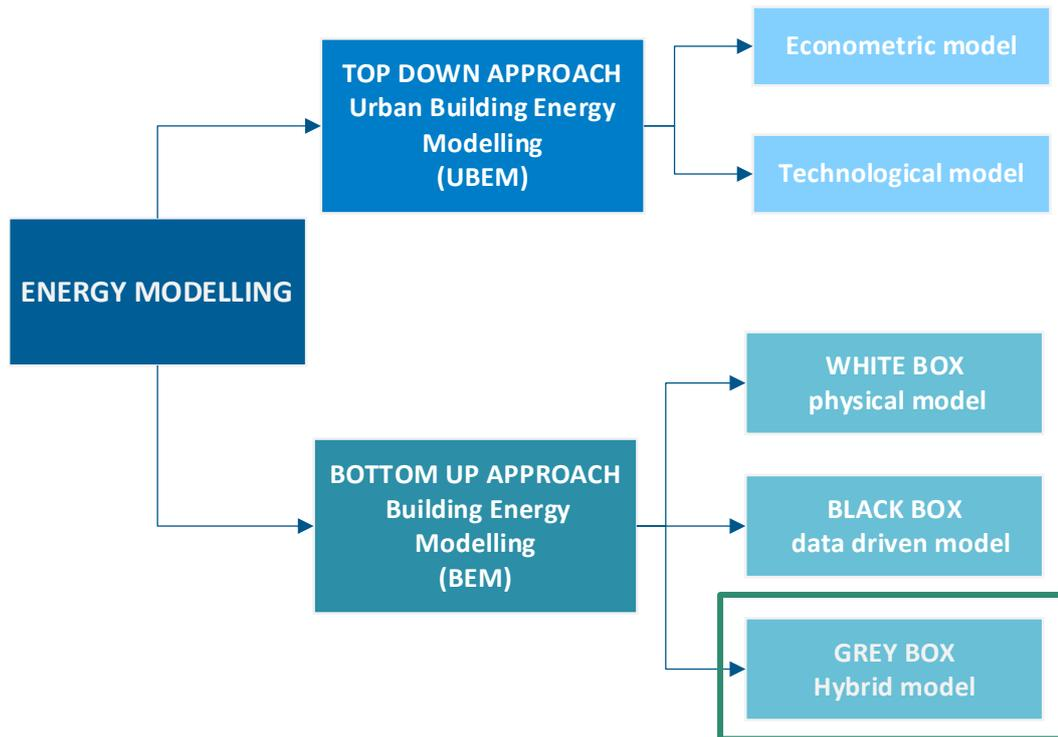 Econometric model
TOP DOWN APPROACH
Urban Building Energy
Modelling
(UBEM)
Technological model
ENERGY MODELLING
WHITE BOX
physical model
BOTTOM UP APPROACH
Building Energy
Modelling
(BEM)
BLACK BOX
data driven model
GREY BOX
Hybrid model